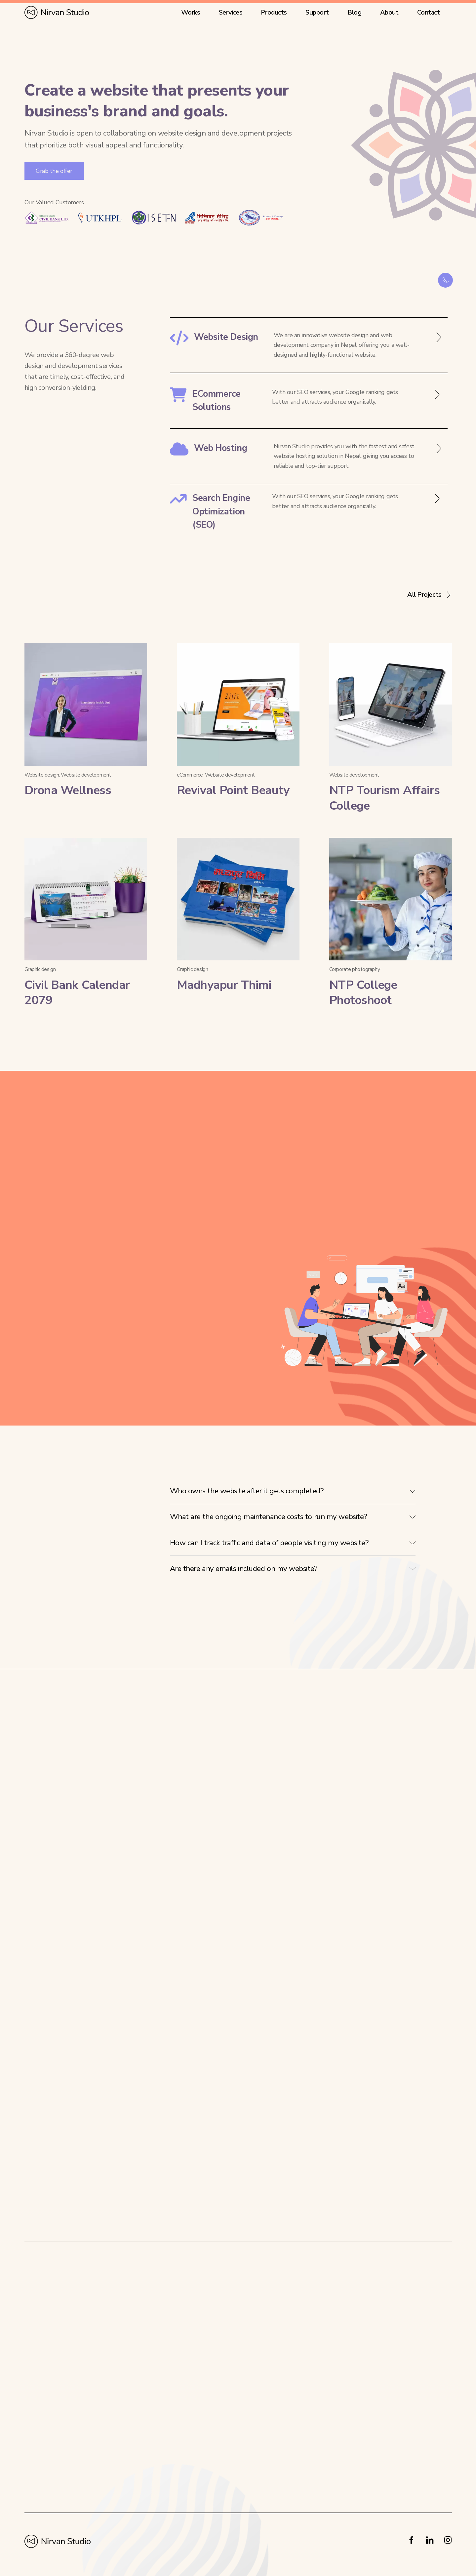 Nirvan Studio
Works Services Products Support Blog About Contact
Create a website that presents your
business's brand and goals.
Nirvan Studio is open to collaborating on website design and development projects
that prioritize both visual appeal and functionality.
Grab the offer
Our Valued Customers
CIVIL BANK LTD.
UTKHPL
ISETN
Our Services
We provide a 360-degree web
design and development services
that are timely, cost-effective, and
high conversion-yielding.
Website Design
We are an innovative website design and web
development company in Nepal, offering you a well-
designed and highly-functional website.
ECommerce
Solutions
With our SEO services, your Google ranking gets
better and attracts audience organically.
Web Hosting
Nirvan Studio provides you with the fastest and safest
website hosting solution in Nepal, giving you access to
reliable and top-tier support.
Search Engine
Optimization
(SEO)
With our SEO services, your Google ranking gets
better and attracts audience organically.
All Projects
Website design, Website development
Drona Wellness
eCommerce, Website development
Revival Point Beauty
Website development
NTP Tourism Affairs
College
Graphic design
Civil Bank Calendar
2079
Graphic design
Madhyapur Thimi
Corporate photography
NTP College
Photoshoot
Aa
Who owns the website after it gets completed?
What are the ongoing maintenance costs to run my website?
How can I track traffic and data of people visiting my website?
Are there any emails included on my website?
Nirvan Studio